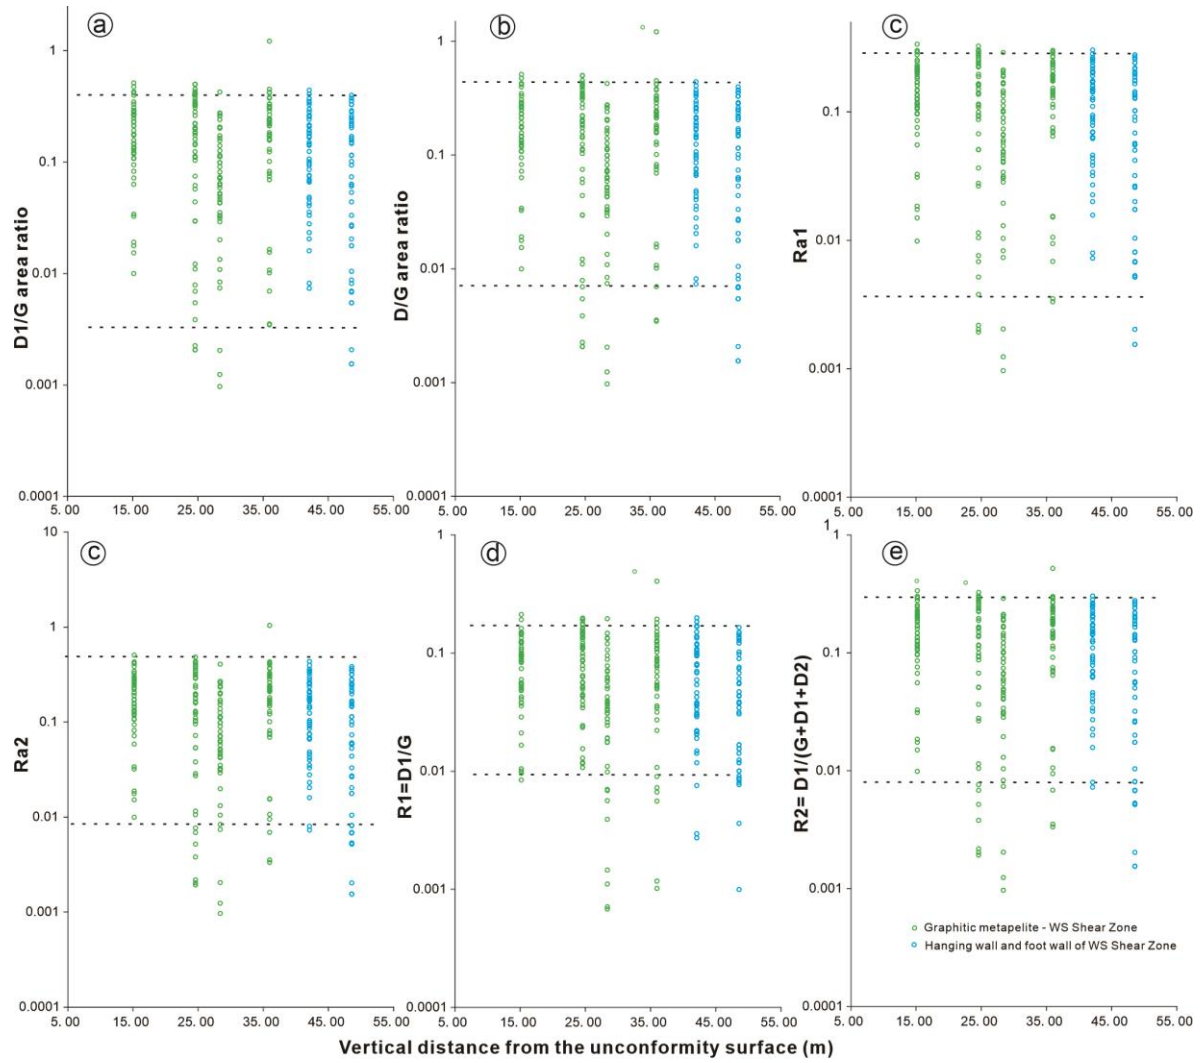 a
b
c
1
0.1
0.01
0.001
0.0001
D1/G area ratio
5. 00 15. 00 25. 00 35. 00 45. 00 55. 00
1
0.1
0.01
0.001
0.0001
D/G area ratio
5. 00 15. 00 25. 00 35. 00 45. 00 55. 00
0.1
0.01
0.001
0.0001
Ra1
5. 00 15. 00 25. 00 35. 00 45. 00 55. 00
c
10
1
0.1
0.01
0.001
0.0001
Ra2
5. 00 15. 00 25. 00 35. 00 45. 00 55. 00
d
1
0.1
0.01
0.001
0.0001
R1=D1/G
5. 00 15. 00 25. 00 35. 00 45. 00 55. 00
e
1
1
0.1
0.01
0.001
0.0001
R2= D1/(G+D1+D2)
Graphitic metapelite - WS Shear Zone
Hanging wall and foot wall of WS Shear Zone
5. 00 15. 00 25. 00 35. 00 45. 00 55. 00
Vertical distance from the unconformity surface (m)